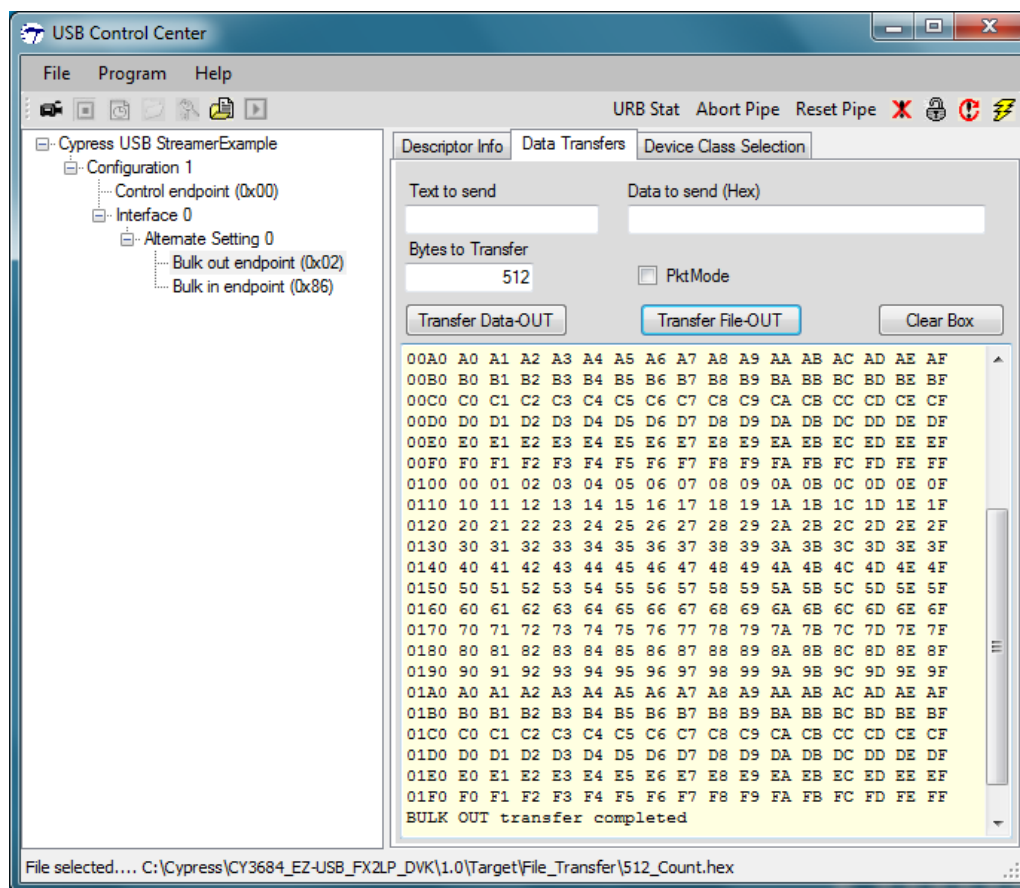 USB Control Center
File Program Help
URB Stat Abort Pipe Reset Pipe
Cypress USB StreamerExample
Configuration 1
Control endpoint (0x00)
Interface 0
Alternate Setting 0
Bulk out endpoint (0x02)
Bulk in endpoint (0x86)
Descriptor Info Data Transfers Device Class Selection
Text to send Data to send (Hex)
Bytes to Transfer
512 PktMode
Transfer Data-OUT Transfer File-OUT Clear Box
00A0 A0 A1 A2 A3 A4 A5 A6 A7 A8 A9 AA AB AC AD AE AF
00B0 B0 B1 B2 B3 B4 B5 B6 B7 B8 B9 BA BB BC BD BE BF
00C0 C0 C1 C2 C3 C4 C5 C6 C7 C8 C9 CA CB CC CD CE CF
00D0 D0 D1 D2 D3 D4 D5 D6 D7 D8 D9 DA DB DC DD DE DF
00E0 E0 E1 E2 E3 E4 E5 E6 E7 E8 E9 EA EB EC ED EE EF
00F0 F0 F1 F2 F3 F4 F5 F6 F7 F8 F9 FA FB FC FD FE FF
0100 00 01 02 03 04 05 06 07 08 09 0A 0B 0C 0D 0E 0F
0110 10 11 12 13 14 15 16 17 18 19 1A 1B 1C 1D 1E 1F
0120 20 21 22 23 24 25 26 27 28 29 2A 2B 2C 2D 2E 2F
0130 30 31 32 33 34 35 36 37 38 39 3A 3B 3C 3D 3E 3F
0140 40 41 42 43 44 45 46 47 48 49 4A 4B 4C 4D 4E 4F
0150 50 51 52 53 54 55 56 57 58 59 5A 5B 5C 5D 5E 5F
0160 60 61 62 63 64 65 66 67 68 69 6A 6B 6C 6D 6E 6F
0170 70 71 72 73 74 75 76 77 78 79 7A 7B 7C 7D 7E 7F
0180 80 81 82 83 84 85 86 87 88 89 8A 8B 8C 8D 8E 8F
0190 90 91 92 93 94 95 96 97 98 99 9A 9B 9C 9D 9E 9F
01A0 A0 A1 A2 A3 A4 A5 A6 A7 A8 A9 AA AB AC AD AE AF
01B0 B0 B1 B2 B3 B4 B5 B6 B7 B8 B9 BA BB BC BD BE BF
01C0 C0 C1 C2 C3 C4 C5 C6 C7 C8 C9 CA CB CC CD CE CF
01D0 D0 D1 D2 D3 D4 D5 D6 D7 D8 D9 DA DB DC DD DE DF
01E0 E0 E1 E2 E3 E4 E5 E6 E7 E8 E9 EA EB EC ED EE EF
01F0 F0 F1 F2 F3 F4 F5 F6 F7 F8 F9 FA FB FC FD FE FF
BULK OUT transfer completed
File selected.... C:\Cypress\CY3684_EZ-USB_FX2LP_DVK\1.0\Target\File_Transfer\512_Count.hex